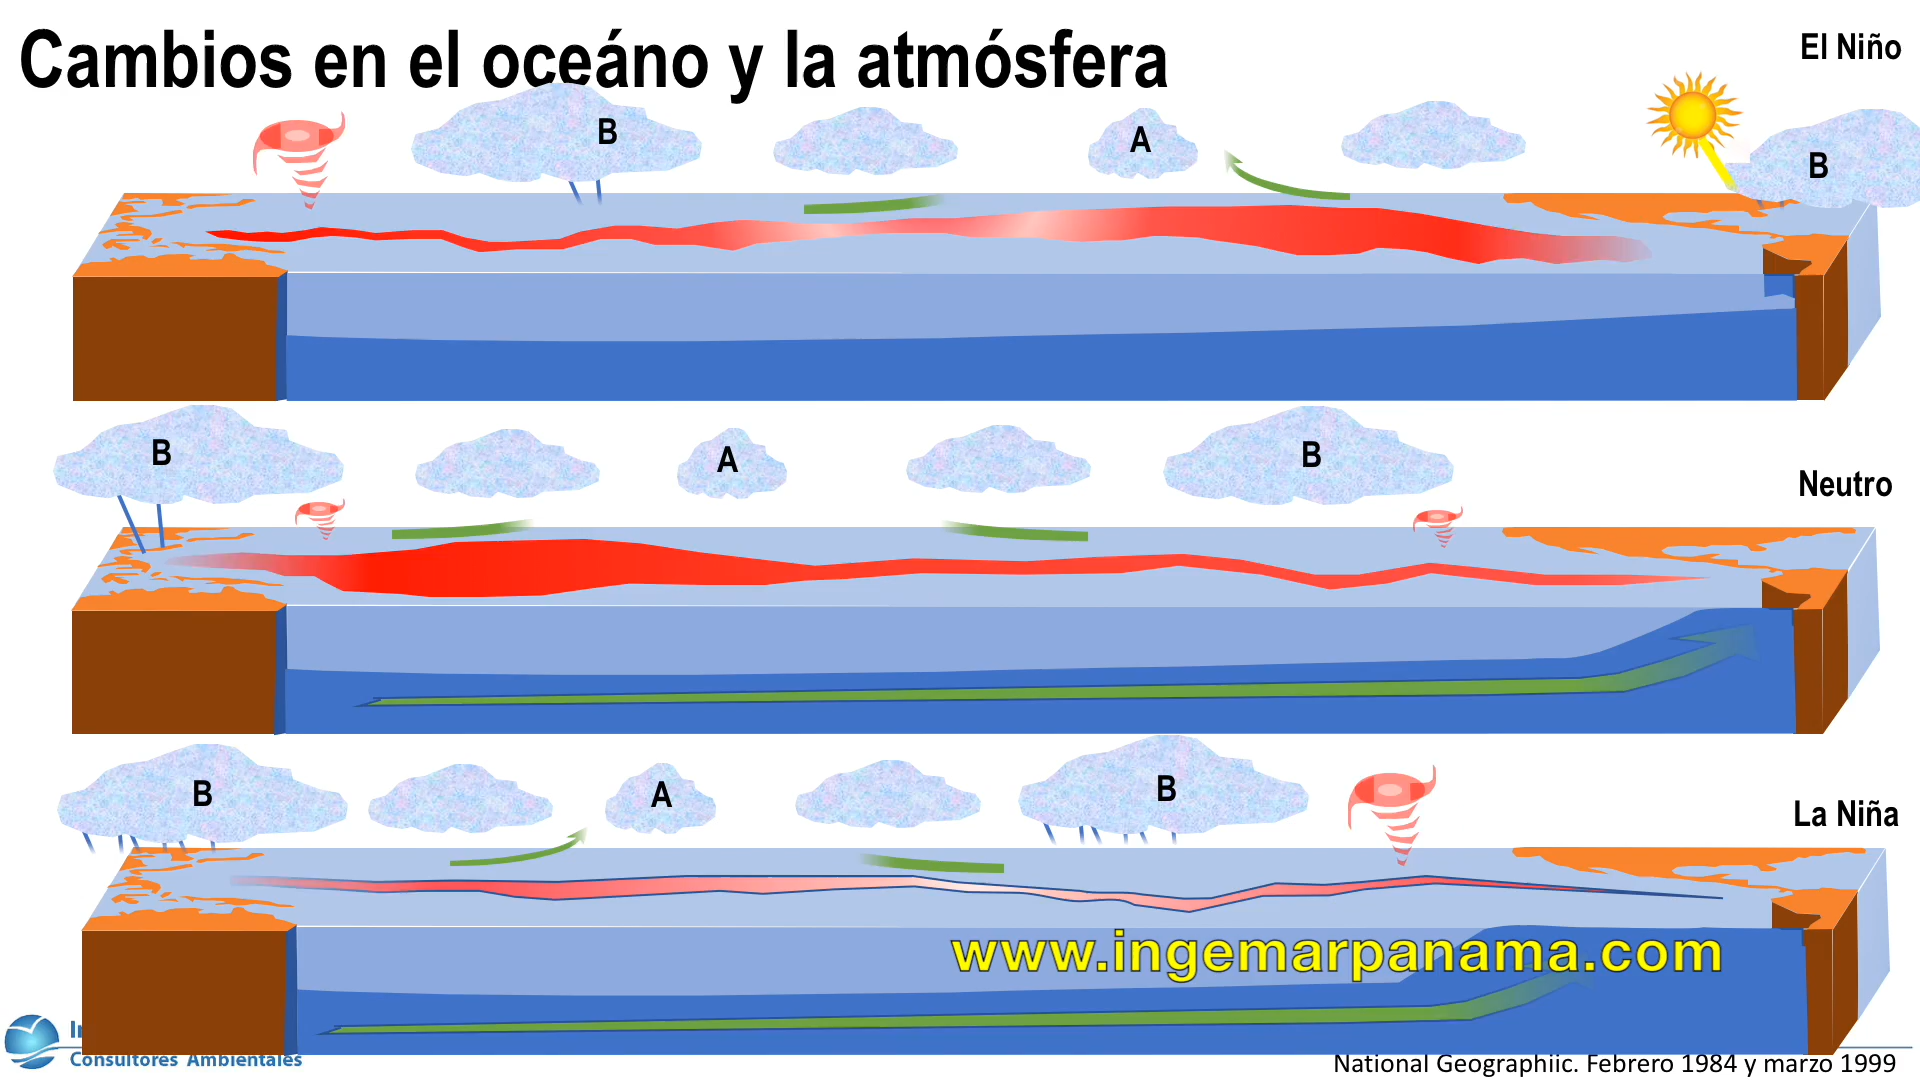 Cambios en el oceáno y la atmósfera
El Niño
B
A
B
B
A
B
Neutro
B
A
B
La Niña
www.ingemarpanama.com
Consultores Ambientales
National Geographiic. Febrero 1984 y marzo 1999